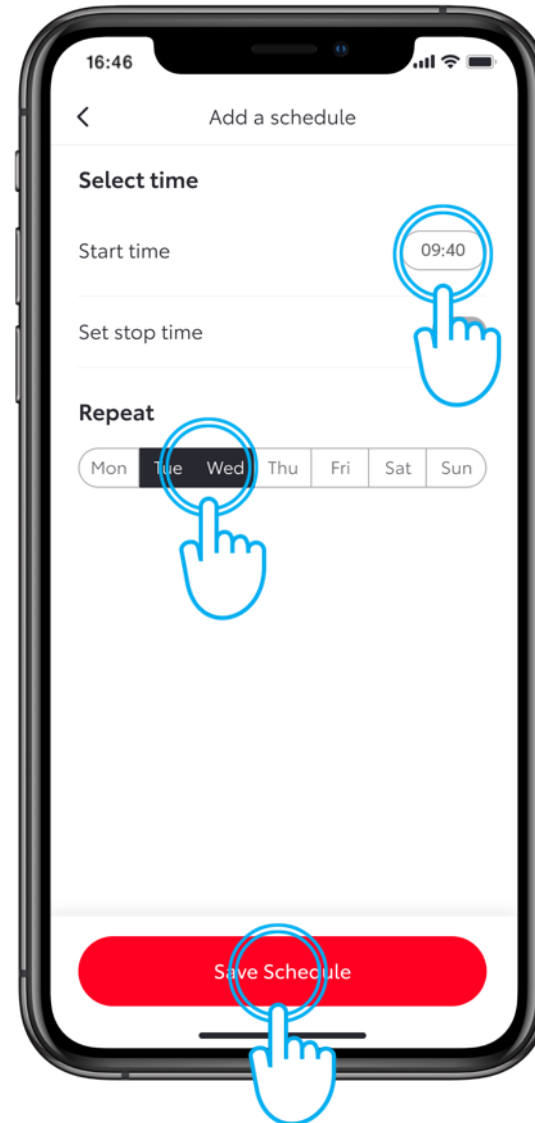 16:46
Add a schedule
Select time
Start time 09:40
Set stop time
Repeat
Mon Tue Wed Thu Fri Sat Sun
Save Schedule